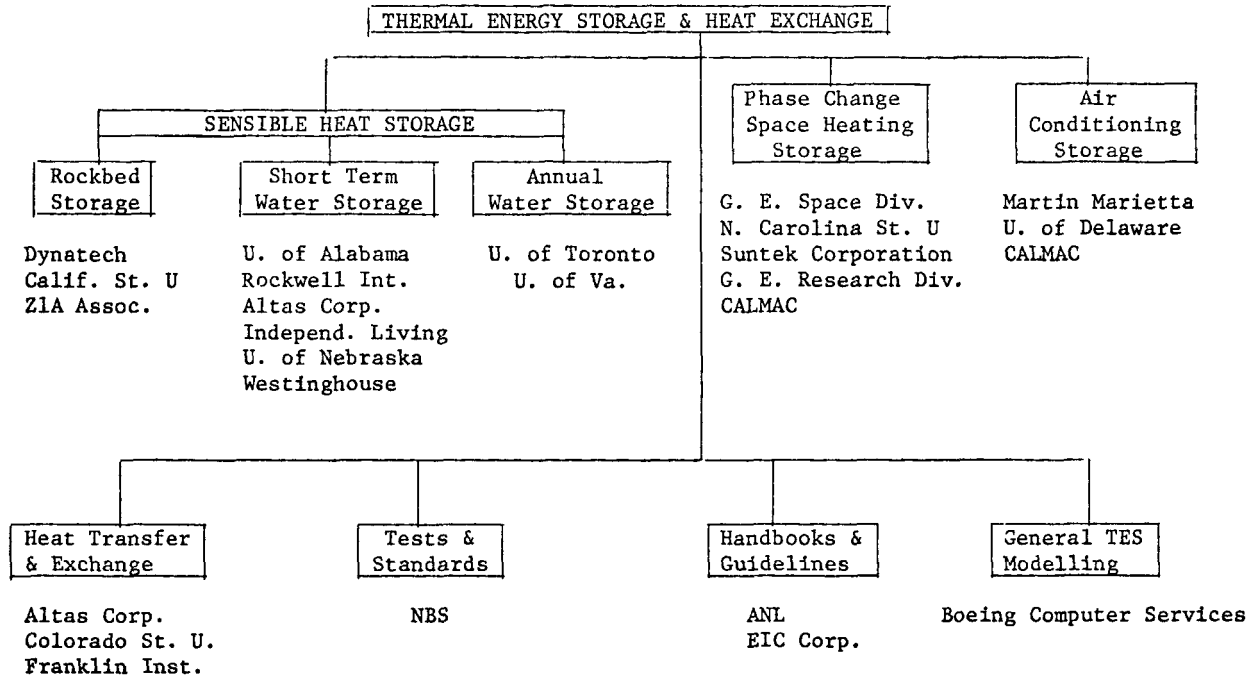 THERMAL ENERGY STORAGE & HEAT EXCHANGE
SENSIBLE HEAT STORAGE
Rockbed
Storage
Dynatech
Calif. St. U
Z1A Assoc.
Short Term
Water Storage
U. of Alabama
Rockwell Int.
Altas Corp.
Independ. Living
U. of Nebraska
Westinghouse
Annual
Water Storage
U. of Toronto
U. of Va.
Phase Change
Space Heating
Storage
G. E. Space Div.
N. Carolina St. U
Suntek Corporation
G. E. Research Div.
CALMAC
Air
Conditioning
Storage
Martin Marietta
U. of Delaware
CALMAC
Heat Transfer
& Exchange
Altas Corp.
Colorado St. U.
Franklin Inst.
Tests &
Standards
NBS
Handbooks &
Guidelines
ANL
EIC Corp.
General TES
Modelling
Boeing Computer Services